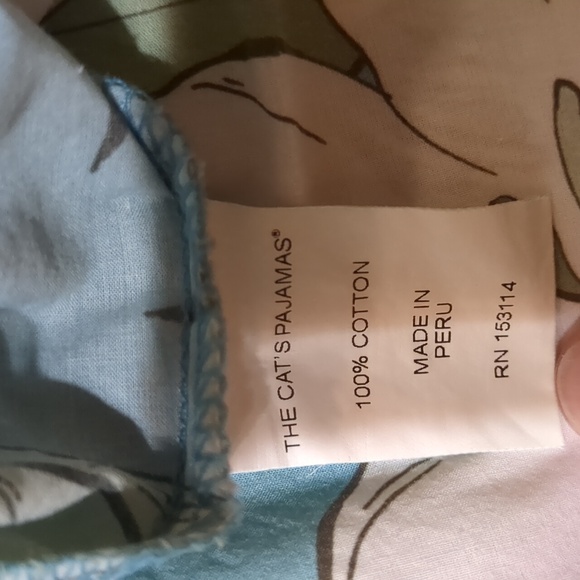 THE CAT'S PAJAMAS®
100% COTTON
MADE IN
PERU
RN 153114